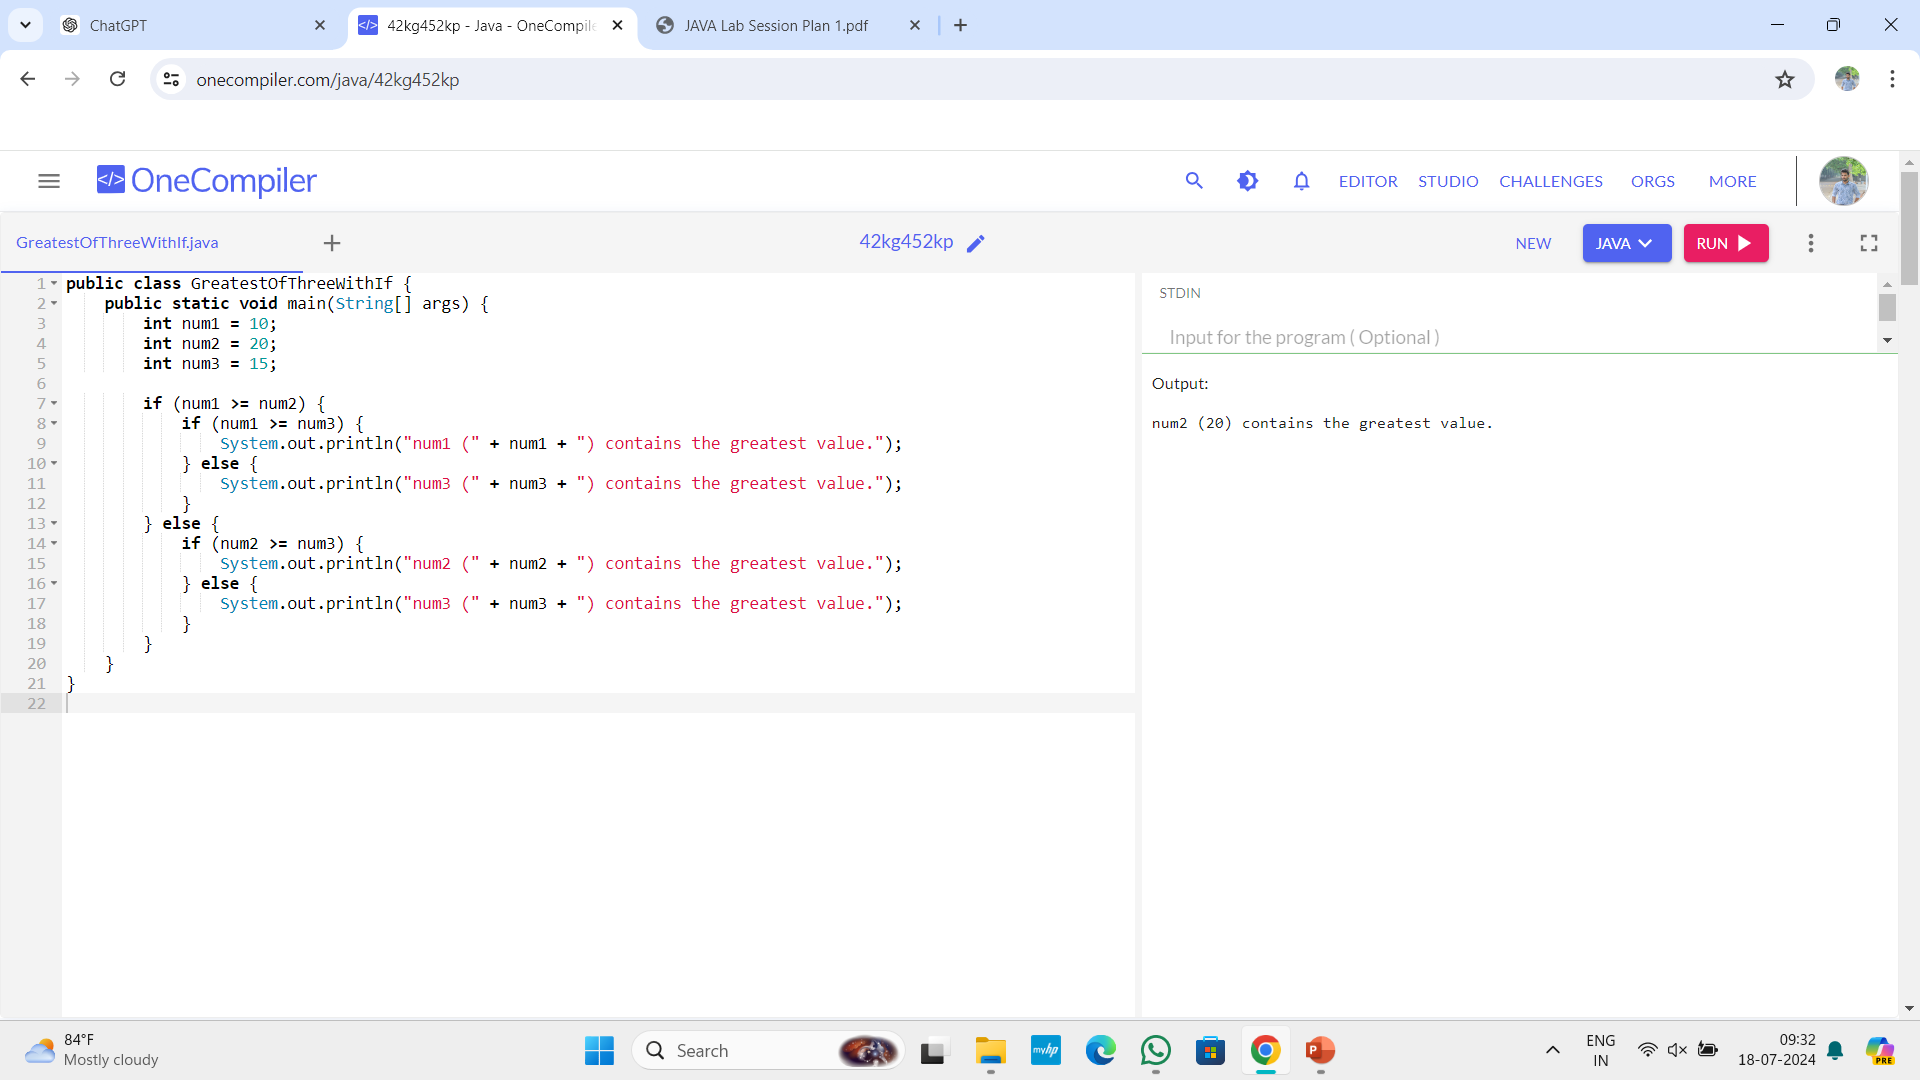 ChatGPT
42kg452kp - Java - OneCompile
JAVA Lab Session Plan 1.pdf
onecompiler.com/java/42kg452kp
</> OneCompiler
EDITOR STUDIO CHALLENGES ORGS MORE
GreatestOfThreeWithIf.java
42kg452kp
NEW JAVA RUN
1 public class GreatestOfThreeWithIf {
2     public static void main(String[] args) {
3         int num1 = 10;
4         int num2 = 20;
5         int num3 = 15;
6
7         if (num1 >= num2) {
8             if (num1 >= num3) {
9                 System.out.println("num1 (" + num1 + ") contains the greatest value.");
10             } else {
11                 System.out.println("num3 (" + num3 + ") contains the greatest value.");
12             }
13         } else {
14             if (num2 >= num3) {
15                 System.out.println("num2 (" + num2 + ") contains the greatest value.");
16             } else {
17                 System.out.println("num3 (" + num3 + ") contains the greatest value.");
18             }
19         }
20     }
21 }
22
STDIN
Input for the program ( Optional )
Output:
num2 (20) contains the greatest value.
84°F
Mostly cloudy
Search
myhp
P
ENG
IN
09:32
18-07-2024
PRE